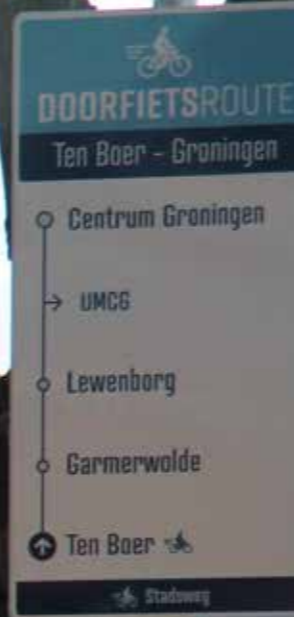 DOORFIETSROUTE
Ten Boer - Groningen
Centrum Groningen
UMCG
Lewenborg
Garmerwolde
Ten Boer
Stadsweg